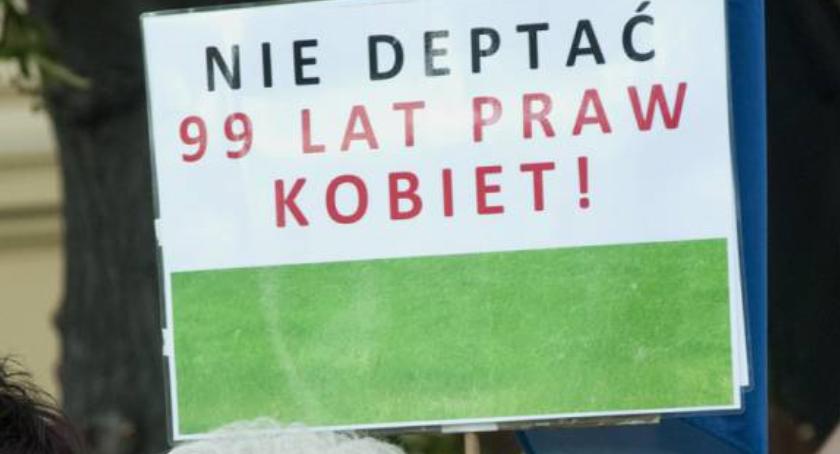 NIE DEPTAĆ
99 LAT PRAW
KOBIET!